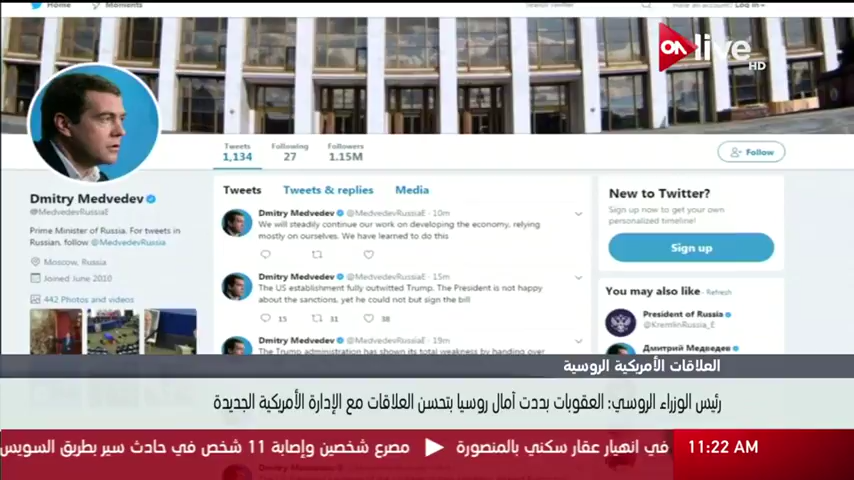 Home Moments
Search Twitter
Have an account? Log in
ON live
HD
Tweets
1,134
Following
27
Followers
1.15M
Follow
Dmitry Medvedev
@MedvedevRussiaE
Prime Minister of Russia. For tweets in
Russian, follow @MedvedevRussia
Moscow, Russia
Joined June 2010
442 Photos and videos
Tweets Tweets & replies Media
Dmitry Medvedev @MedvedevRussiaE · 10m
We will steadily continue our work on developing the economy, relying
mostly on ourselves. We have learned to do this
Dmitry Medvedev @MedvedevRussiaE · 15m
The US establishment fully outwitted Trump. The President is not happy
about the sanctions, yet he could not but sign the bill
15 31 38
Dmitry Medvedev @MedvedevRussiaE · 19m
The Trump administration has shown its total weakness by handing over
New to Twitter?
Sign up now to get your own
personalized timeline!
Sign up
You may also like · Refresh
President of Russia
@KremlinRussia_E
Дмитрий Медведев
العلاقات الأمريكية الروسية
رئيس الوزراء الروسي: العقوبات بددت آمال روسيا بتحسن العلاقات مع الإدارة الأمريكية الجديدة
في انهيار عقار سكني بالمنصورة
مصرع شخصين وإصابة 11 شخص في حادث سير بطريق السويس
11:22 AM